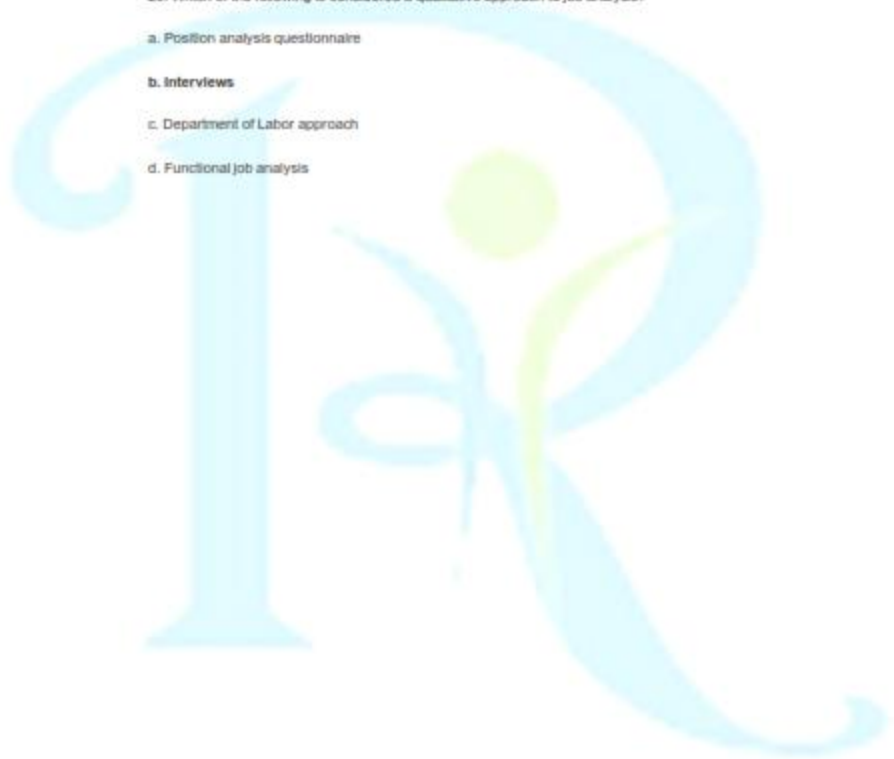 a. Position analysis questionnaire
b. Interviews
c. Department of Labor approach
d. Functional job analysis